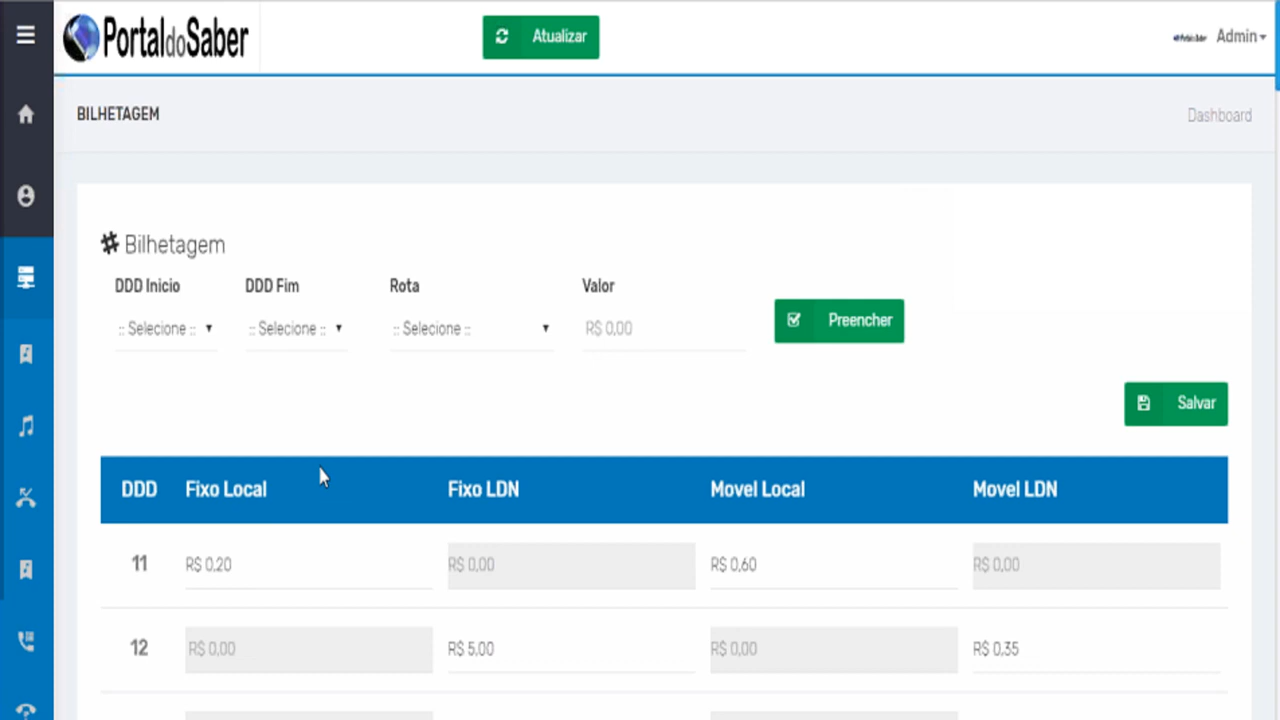 PortaldoSaber
Atualizar
Admin
BILHETAGEM
Dashboard
Bilhetagem
DDD Inicio DDD Fim Rota Valor
:: Selecione :: :: Selecione :: :: Selecione :: R$ 0,00
Preencher
Salvar
DDD Fixo Local Fixo LDN Movel Local Movel LDN
11 R$ 0,20 R$ 0,00 R$ 0,60 R$ 0,00
12 R$ 0,00 R$ 5,00 R$ 0,00 R$ 0,35